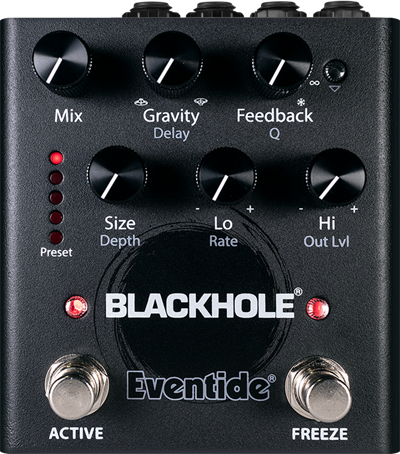 ∞
Mix
Gravity
Delay
Feedback
Q
Size
Depth
- Lo +
Rate
- Hi +
Out Lvl
Preset
BLACKHOLE®
Eventide®
ACTIVE
FREEZE